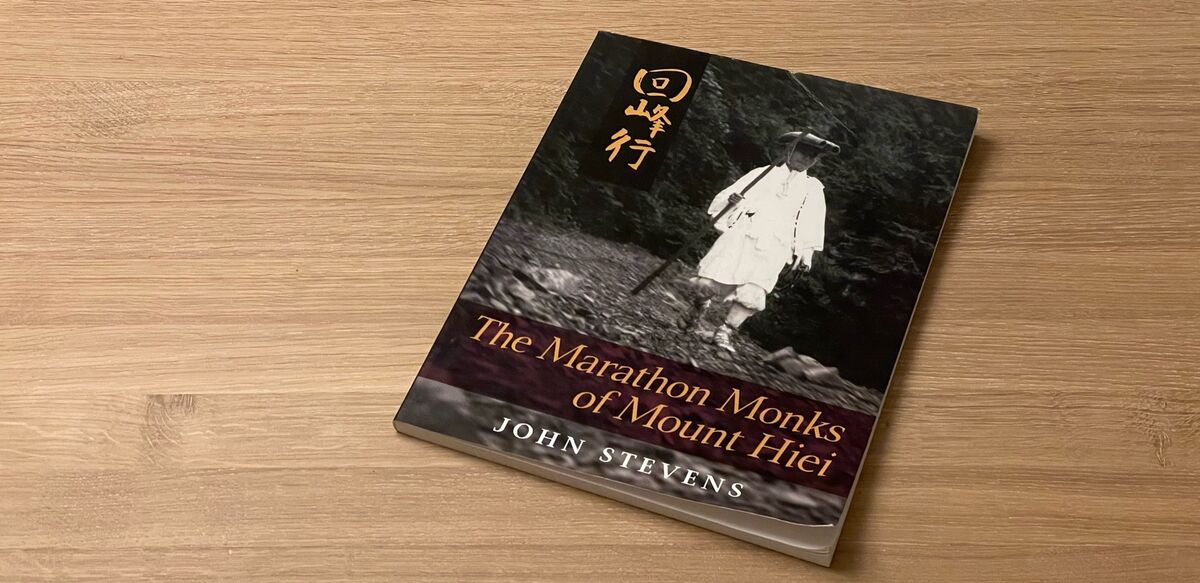 回峰行
The Marathon Monks
of Mount Hiei
JOHN STEVENS